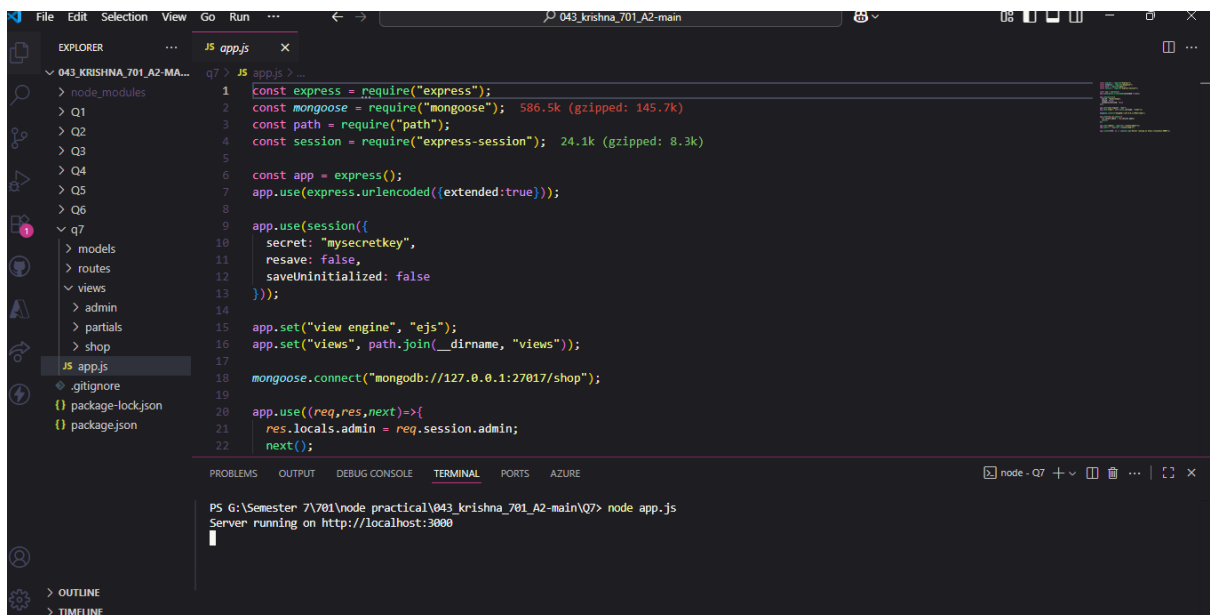 File Edit Selection View Go Run ··· ← → 043_krishna_701_A2-main
EXPLORER ···
043_KRISHNA_701_A2-MA...
> node_modules
> Q1
> Q2
> Q3
> Q4
> Q5
> Q6
q7
> models
> routes
views
> admin
> partials
> shop
JS app.js
.gitignore
{} package-lock.json
{} package.json
> OUTLINE
> TIMELINE
JS app.js ×
q7 > JS app.js > ...
1 const express = require("express");
2 const mongoose = require("mongoose"); 586.5k (gzipped: 145.7k)
3 const path = require("path");
4 const session = require("express-session"); 24.1k (gzipped: 8.3k)
5
6 const app = express();
7 app.use(express.urlencoded({extended:true}));
8
9 app.use(session({
10 secret: "mysecretkey",
11 resave: false,
12 saveUninitialized: false
13 }));
14
15 app.set("view engine", "ejs");
16 app.set("views", path.join(__dirname, "views"));
17
18 mongoose.connect("mongodb://127.0.0.1:27017/shop");
19
20 app.use((req,res,next)=>{
21 res.locals.admin = req.session.admin;
22 next();
PROBLEMS OUTPUT DEBUG CONSOLE TERMINAL PORTS AZURE node - Q7
PS G:\Semester 7\701\node practical\043_krishna_701_A2-main\Q7> node app.js
Server running on http://localhost:3000
1